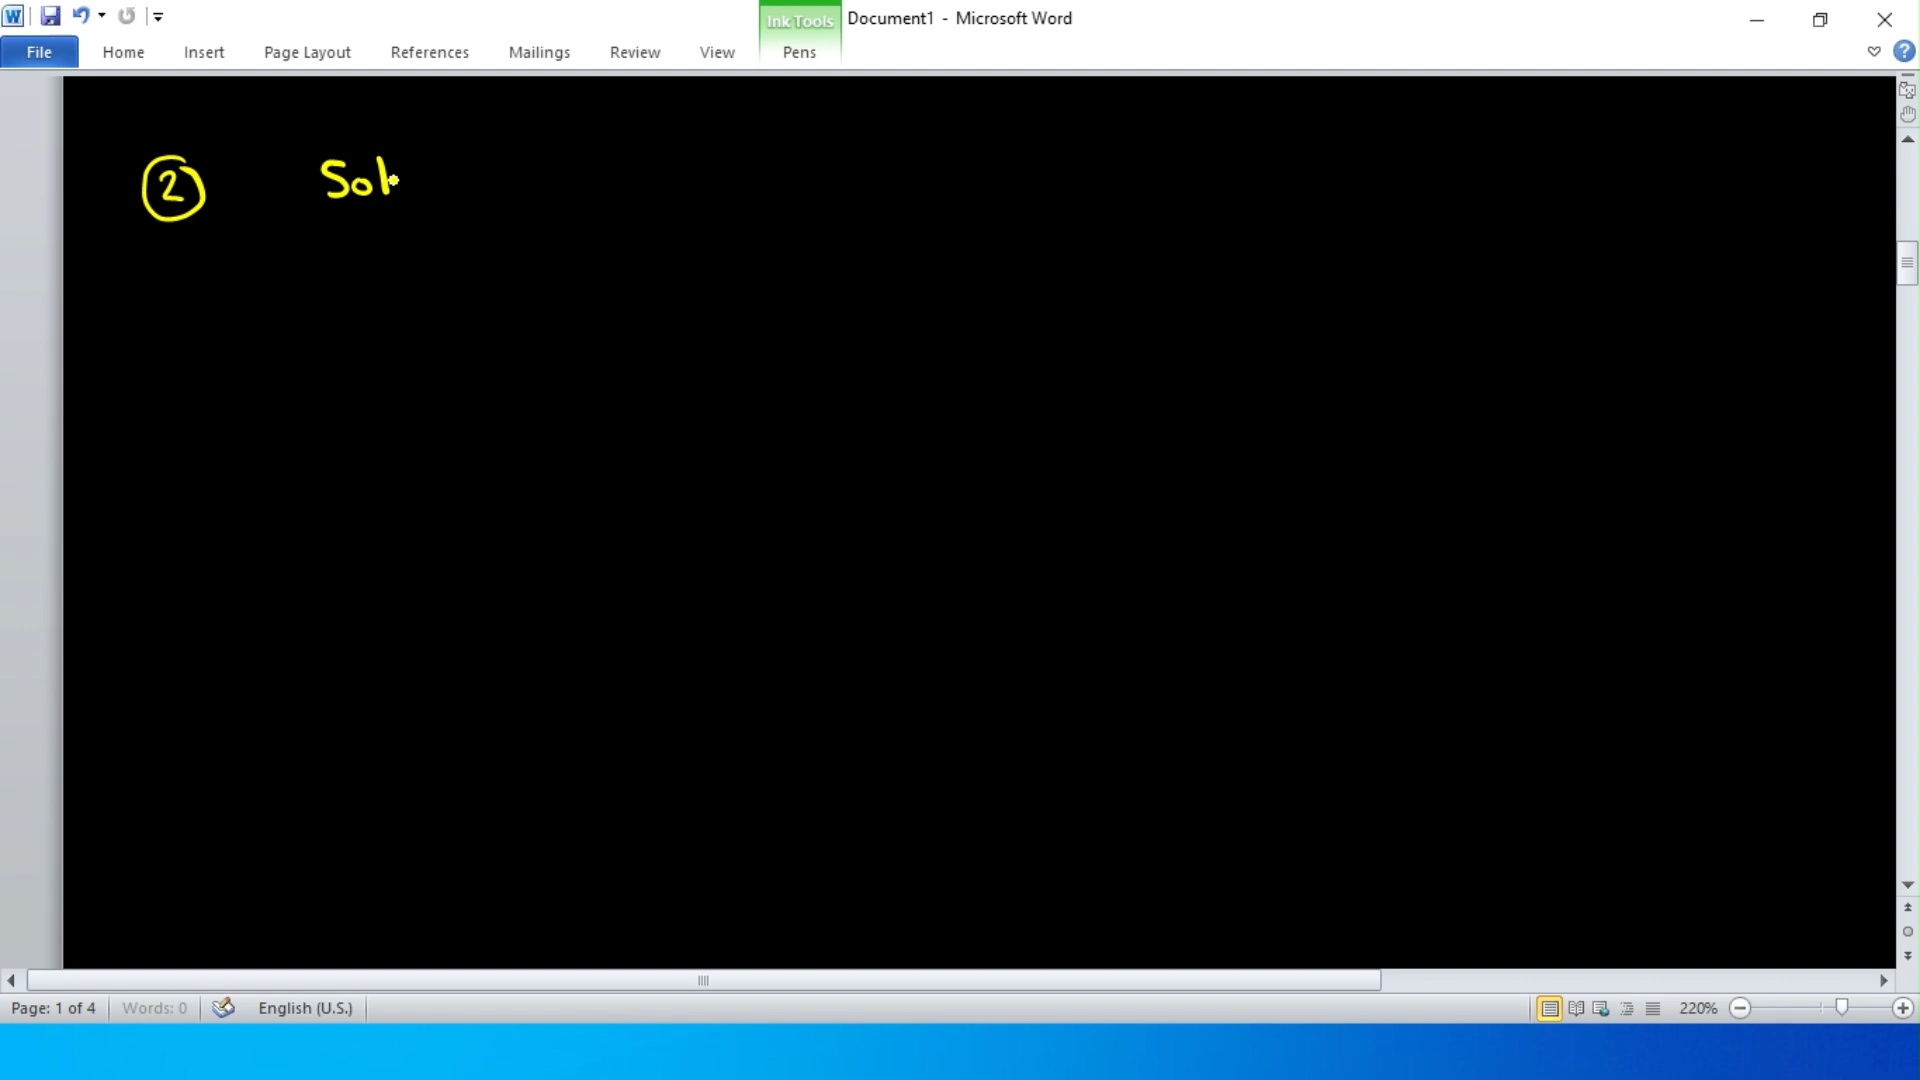 Ink Tools Document1 - Microsoft Word
File Home Insert Page Layout References Mailings Review View Pens
2 Sol
Page: 1 of 4 Words: 0 English (U.S.) 220%